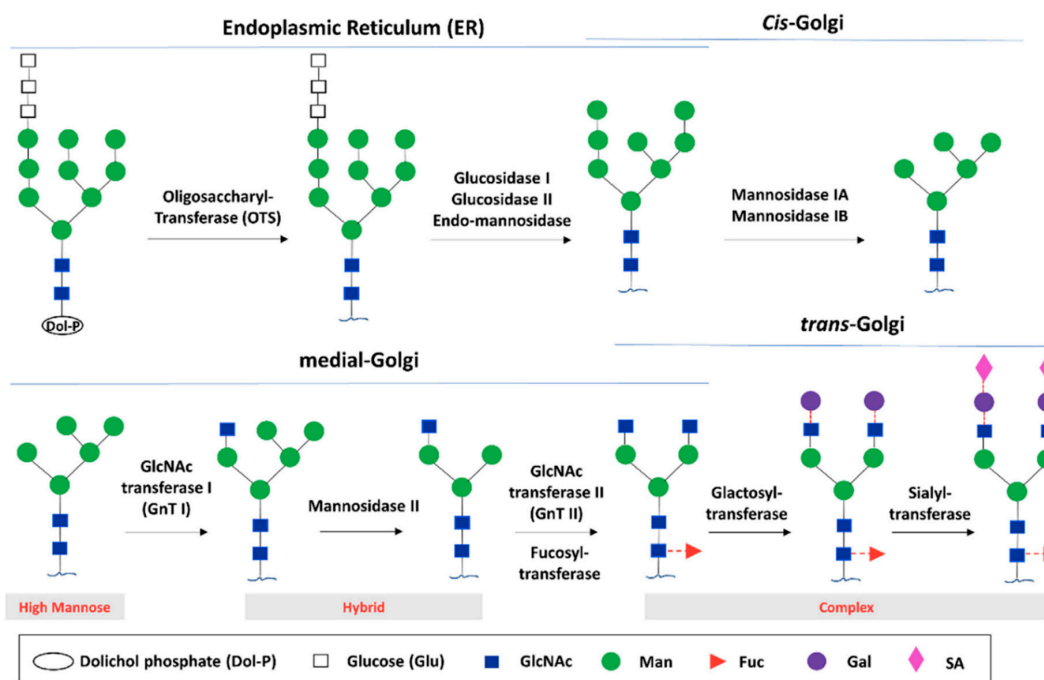 Endoplasmic Reticulum (ER)
Cis-Golgi
Oligosaccharyl-
Transferase (OTS)
Glucosidase I
Glucosidase II
Endo-mannosidase
Mannosidase IA
Mannosidase IB
Dol-P
medial-Golgi
trans-Golgi
GlcNAc
transferase I
(GnT I)
Mannosidase II
GlcNAc
transferase II
(GnT II)
Fucosyl-
transferase
Glactosyl-
transferase
Sialyl-
transferase
High Mannose
Hybrid
Complex
Dolichol phosphate (Dol-P)
Glucose (Glu)
GlcNAc
Man
Fuc
Gal
SA